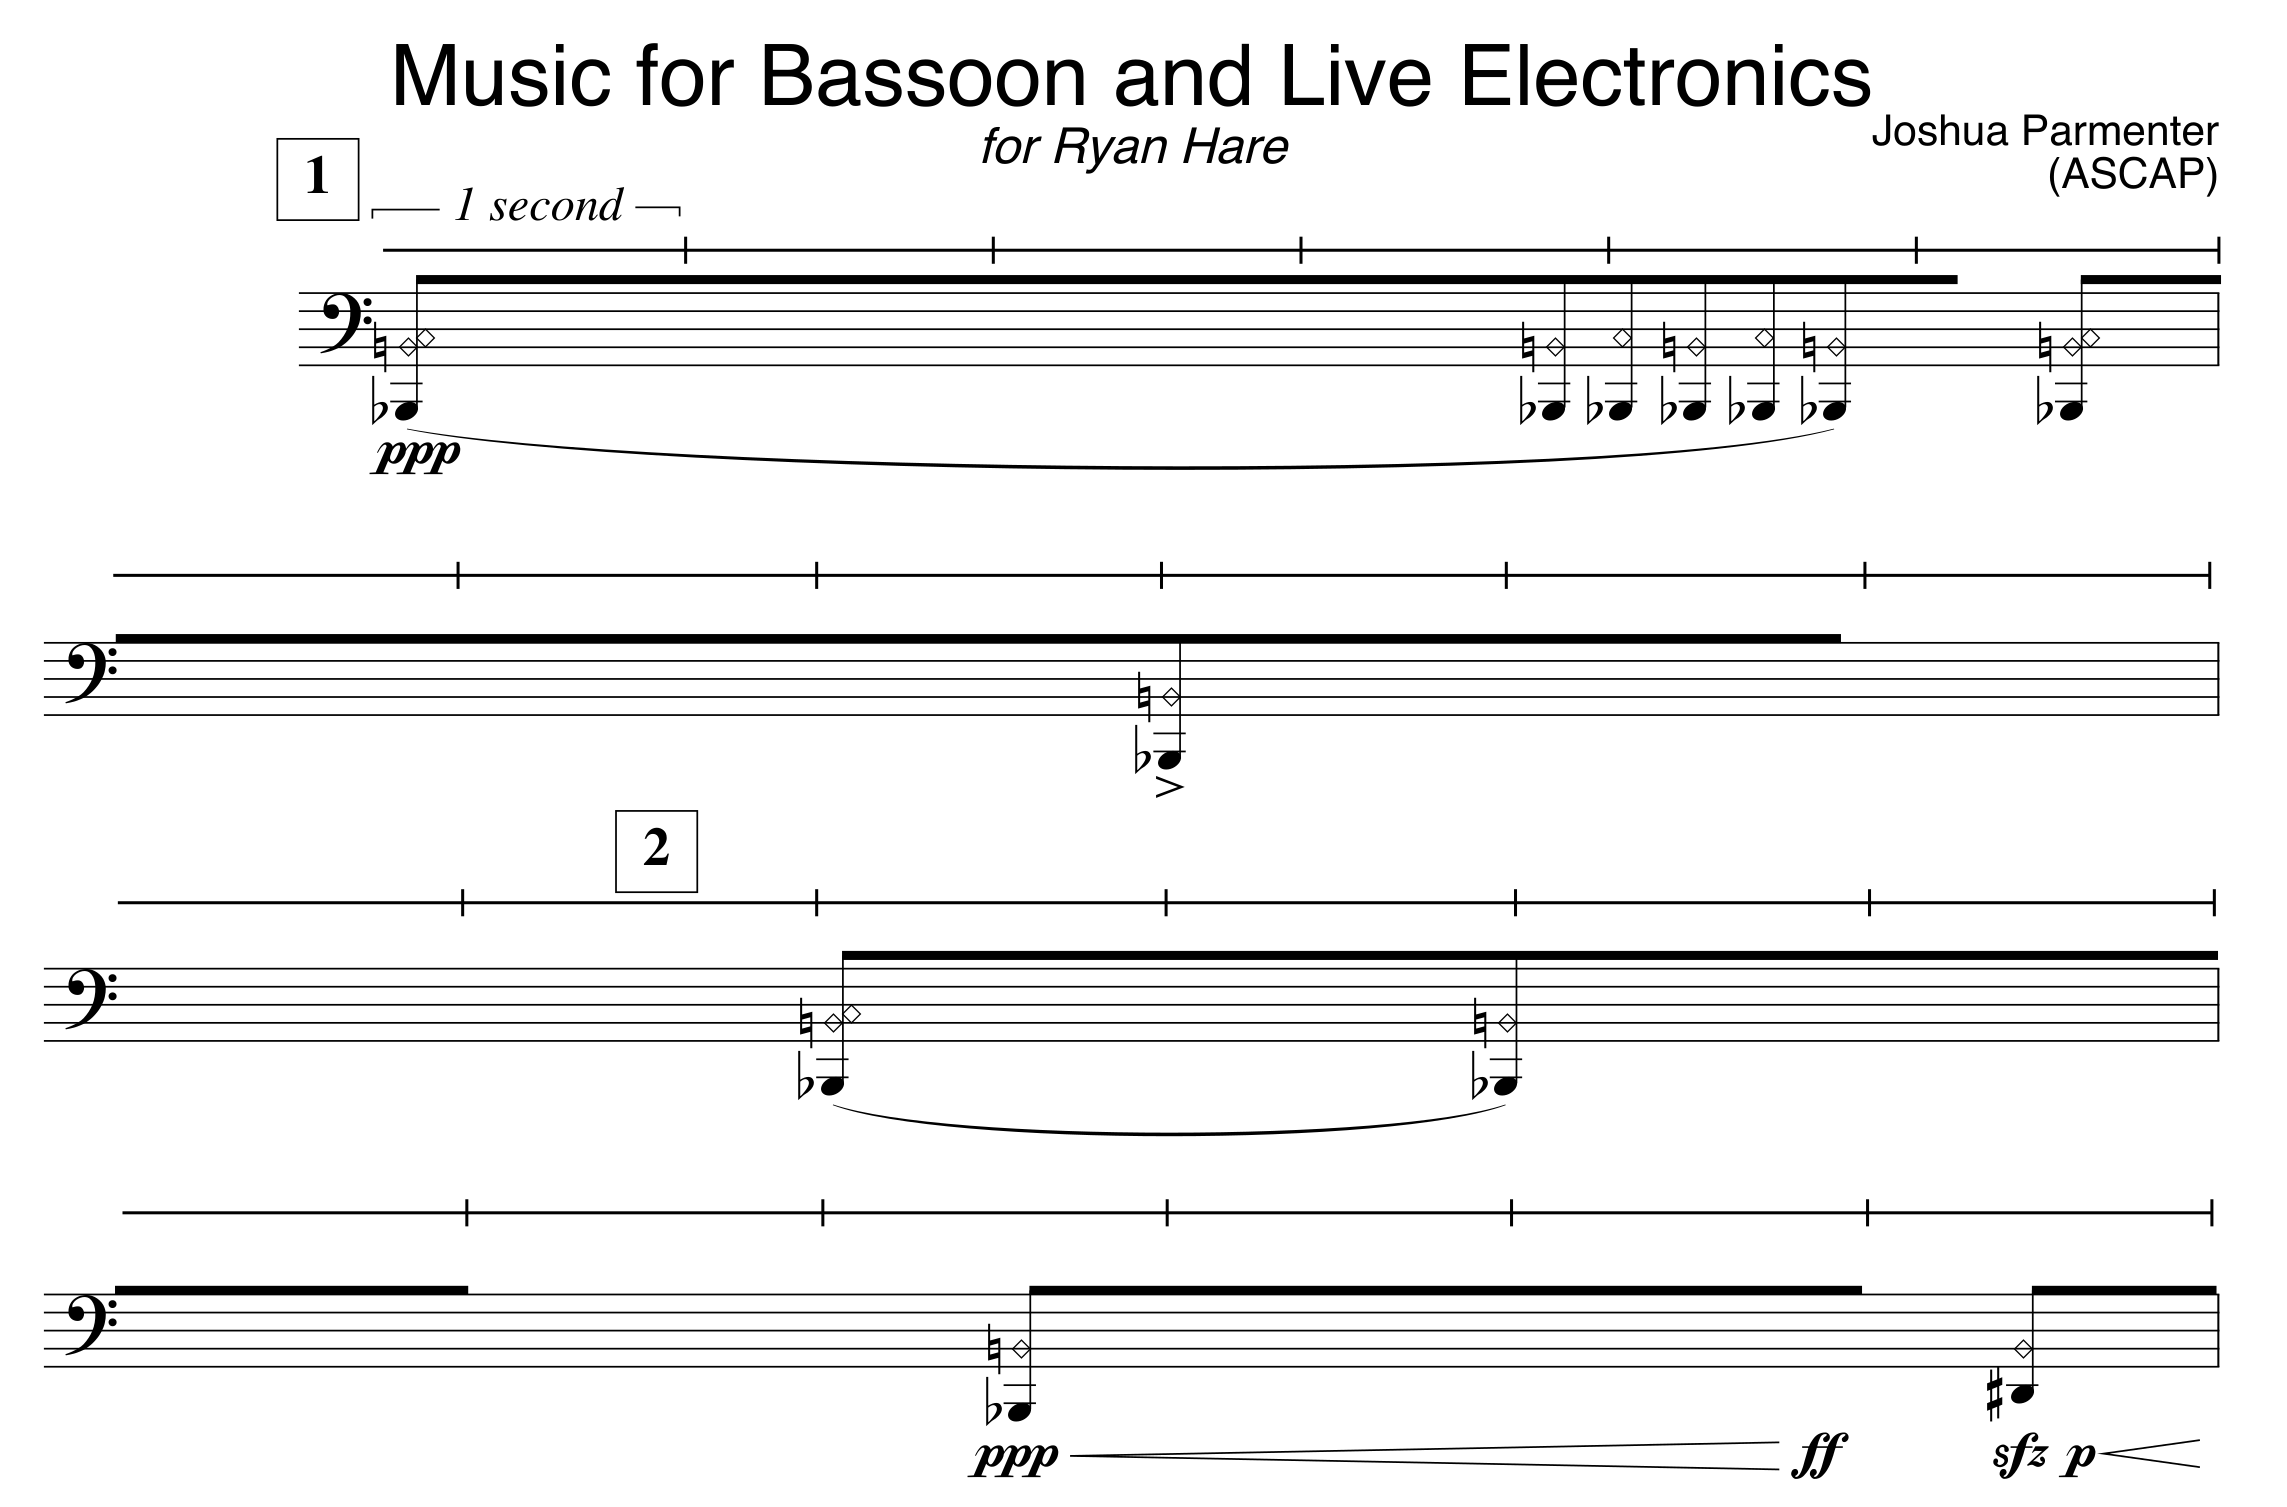 Music for Bassoon and Live Electronics
for Ryan Hare
Joshua Parmenter
(ASCAP)
1
1 second
ppp
>
2
ppp ff sfz p